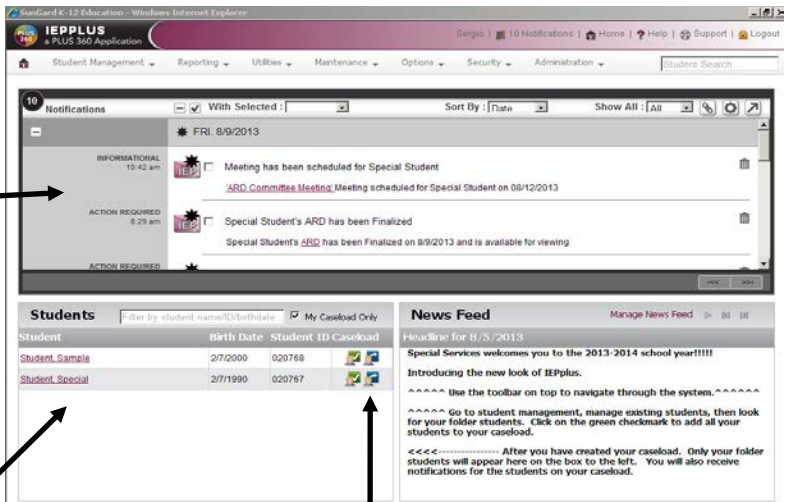 SunGard K-12 Education - Windows Internet Explorer
IEPPLUS
a PLUS 360 Application
Sergio | 10 Notifications | Home | ? Help | Support | Logout
Student Management Reporting Utilities Maintenance Options Security Administration Student Search
10 Notifications With Selected : Sort By : Date Show All : All
FRI. 8/9/2013
INFORMATIONAL
10:42 am
IEP Meeting has been scheduled for Special Student
'ARD Committee Meeting' Meeting scheduled for Special Student on 08/12/2013
ACTION REQUIRED
8:29 am
IEP Special Student's ARD has been Finalized
Special Student's ARD has been Finalized on 8/9/2013 and is available for viewing
ACTION REQUIRED
Students Filter by student name/ID/birthdate My Caseload Only
Student Birth Date Student ID Caseload
Student, Sample 2/7/2000 020768
Student, Special 2/7/1990 020767
News Feed Manage News Feed
Headline for 8/5/2013
Special Services welcomes you to the 2013-2014 school year!!!!!
Introducing the new look of IEPplus.
^^^^^ Use the toolbar on top to navigate through the system.^^^^^^
^^^^^ Go to student management, manage existing students, then look
for your folder students. Click on the green checkmark to add all your
students to your caseload.
<<<<---------------- After you have created your caseload. Only your folder
students will appear here on the box to the left. You will also receive
notifications for the students on your caseload.